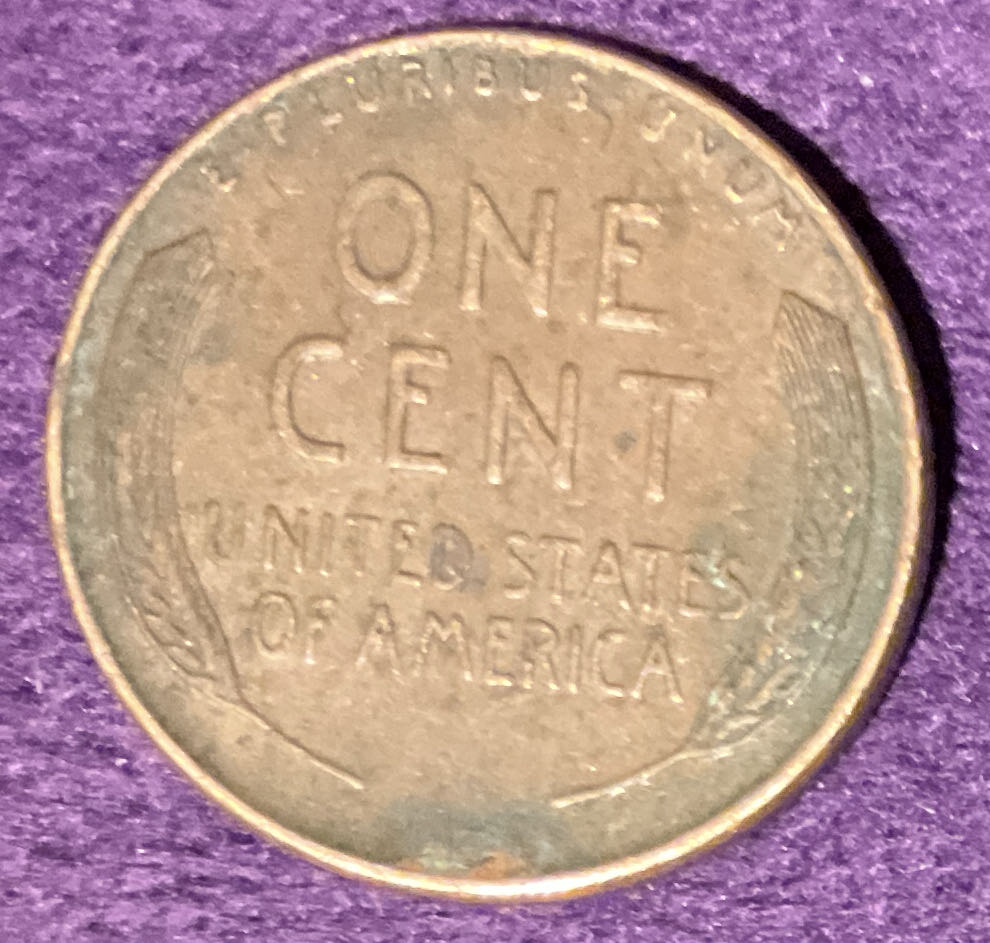 E·PLURIBUS·UNUM
ONE
CENT
UNITED STATES
OF AMERICA